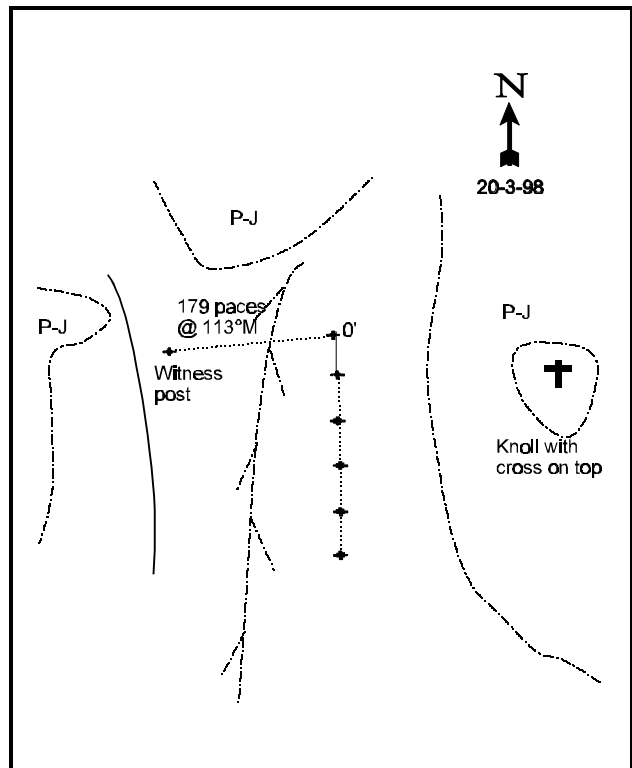 N
20-3-98
P-J
179 paces
@ 113°M
0'
P-J
P-J
Witness
post
Knoll with
cross on top